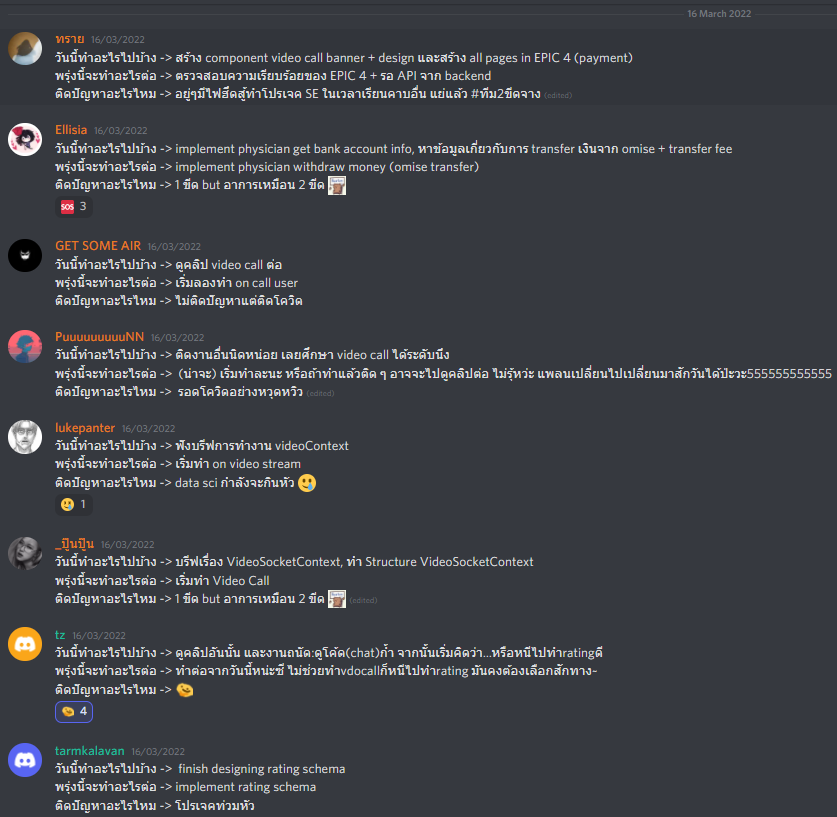 16 March 2022
ทราย 16/03/2022
วันนี้ทำอะไรไปบ้าง -> สร้าง component video call banner + design และสร้าง all pages in EPIC 4 (payment)
พรุ่งนี้จะทำอะไรต่อ -> ตรวจสอบความเรียบร้อยของ EPIC 4 + รอ API จาก backend
ติดปัญหาอะไรไหม -> อยู่ๆมีไฟฮึดสู้ทำโปรเจค SE ในเวลาเรียนคาบอื่น แย่แล้ว #ทีม2ขีดจาง (edited)
Ellisia 16/03/2022
วันนี้ทำอะไรไปบ้าง -> implement physician get bank account info, หาข้อมูลเกี่ยวกับการ transfer เงินจาก omise + transfer fee
พรุ่งนี้จะทำอะไรต่อ -> implement physician withdraw money (omise transfer)
ติดปัญหาอะไรไหม -> 1 ขีด but อาการเหมือน 2 ขีด
SOS 3
GET SOME AIR 16/03/2022
วันนี้ทำอะไรไปบ้าง -> ดูคลิป video call ต่อ
พรุ่งนี้จะทำอะไรต่อ -> เริ่มลองทำ on call user
ติดปัญหาอะไรไหม -> ไม่ติดปัญหาแต่ติดโควิด
PuuuuuuuuuNN 16/03/2022
วันนี้ทำอะไรไปบ้าง -> ติดงานอื่นนิดหน่อย เลยศึกษา video call ได้ระดับนึง
พรุ่งนี้จะทำอะไรต่อ -> (น่าจะ) เริ่มทำละนะ หรือถ้าทำแล้วติด ๆ อาจจะไปดูคลิปต่อ ไม่รุ้หว่ะ แพลนเปลี่ยนไปเปลี่ยนมาสักวันได้ป่ะวะ555555555555
ติดปัญหาอะไรไหม -> รอดโควิดอย่างหวุดหวิว (edited)
lukepanter 16/03/2022
วันนี้ทำอะไรไปบ้าง -> ฟังบรีฟการทำงาน videoContext
พรุ่งนี้จะทำอะไรต่อ -> เริ่มทำ on video stream
ติดปัญหาอะไรไหม -> data sci กำลังจะกินหัว 🥲
🥲 1
_ปู๊นปู๊น 16/03/2022
วันนี้ทำอะไรไปบ้าง -> บรีฟเรื่อง VideoSocketContext, ทำ Structure VideoSocketContext
พรุ่งนี้จะทำอะไรต่อ -> เริ่มทำ Video Call
ติดปัญหาอะไรไหม -> 1 ขีด but อาการเหมือน 2 ขีด (edited)
tz 16/03/2022
วันนี้ทำอะไรไปบ้าง -> ดูคลิปอันนั้น และงานถนัด:ดูโค้ด(chat)ก้ำ จากนั้นเริ่มคิดว่า...หรือหนีไปทำratingดี
พรุ่งนี้จะทำอะไรต่อ -> ทำต่อจากวันนี้หน่ะซี่ ไม่ช่วยทำvdocallก็หนีไปทำrating มันคงต้องเลือกสักทาง-
ติดปัญหาอะไรไหม -> 🫠
🫠 4
tarmkalavan 16/03/2022
วันนี้ทำอะไรไปบ้าง -> finish designing rating schema
พรุ่งนี้จะทำอะไรต่อ -> implement rating schema
ติดปัญหาอะไรไหม -> โปรเจคท่วมหัว